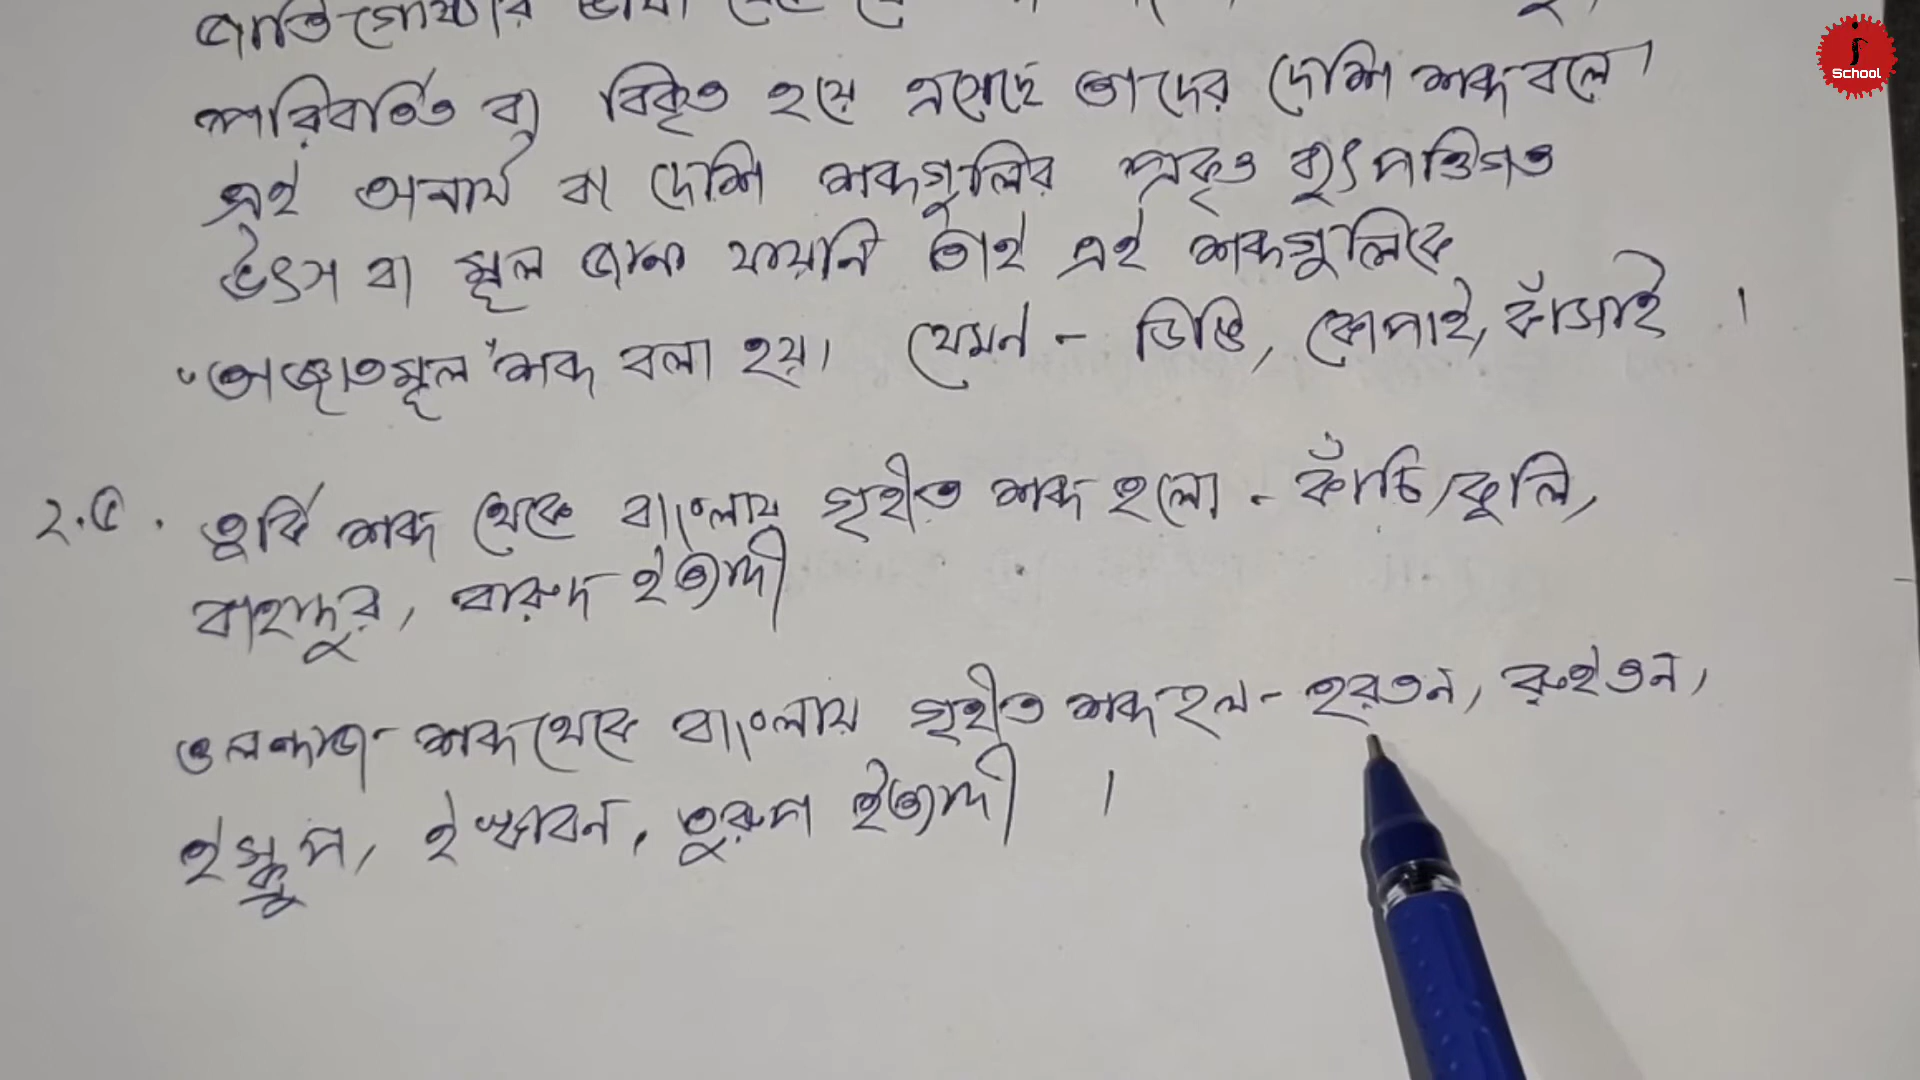 জাতি গোষ্ঠীর ভাষা থেকে
পরিবর্তিত বা বিকৃত হয়ে এসেছে তাদের দেশি শব্দ বলে।
এই অনার্য বা দেশি শব্দগুলির প্রকৃত ব্যুৎপত্তিগত
উৎস বা মূল জানা যায়নি তাই এই শব্দগুলিকে
"অজ্ঞাতমূল" শব্দ বলা হয়। যেমন - ডিঙি, কোপাই, কাঁসাই ।
২.৫. তুর্কি শব্দ থেকে বাংলায় গৃহীত শব্দ হলো - কাঁচি, কুলি,
বাহাদুর, বারুদ ইত্যাদী
ওলন্দাজ শব্দ থেকে বাংলায় গৃহীত শব্দ হল - হরতন, রুইতন,
ইস্ক্রুপ, ইস্কাবন, তুরুপ ইত্যাদী ।
School